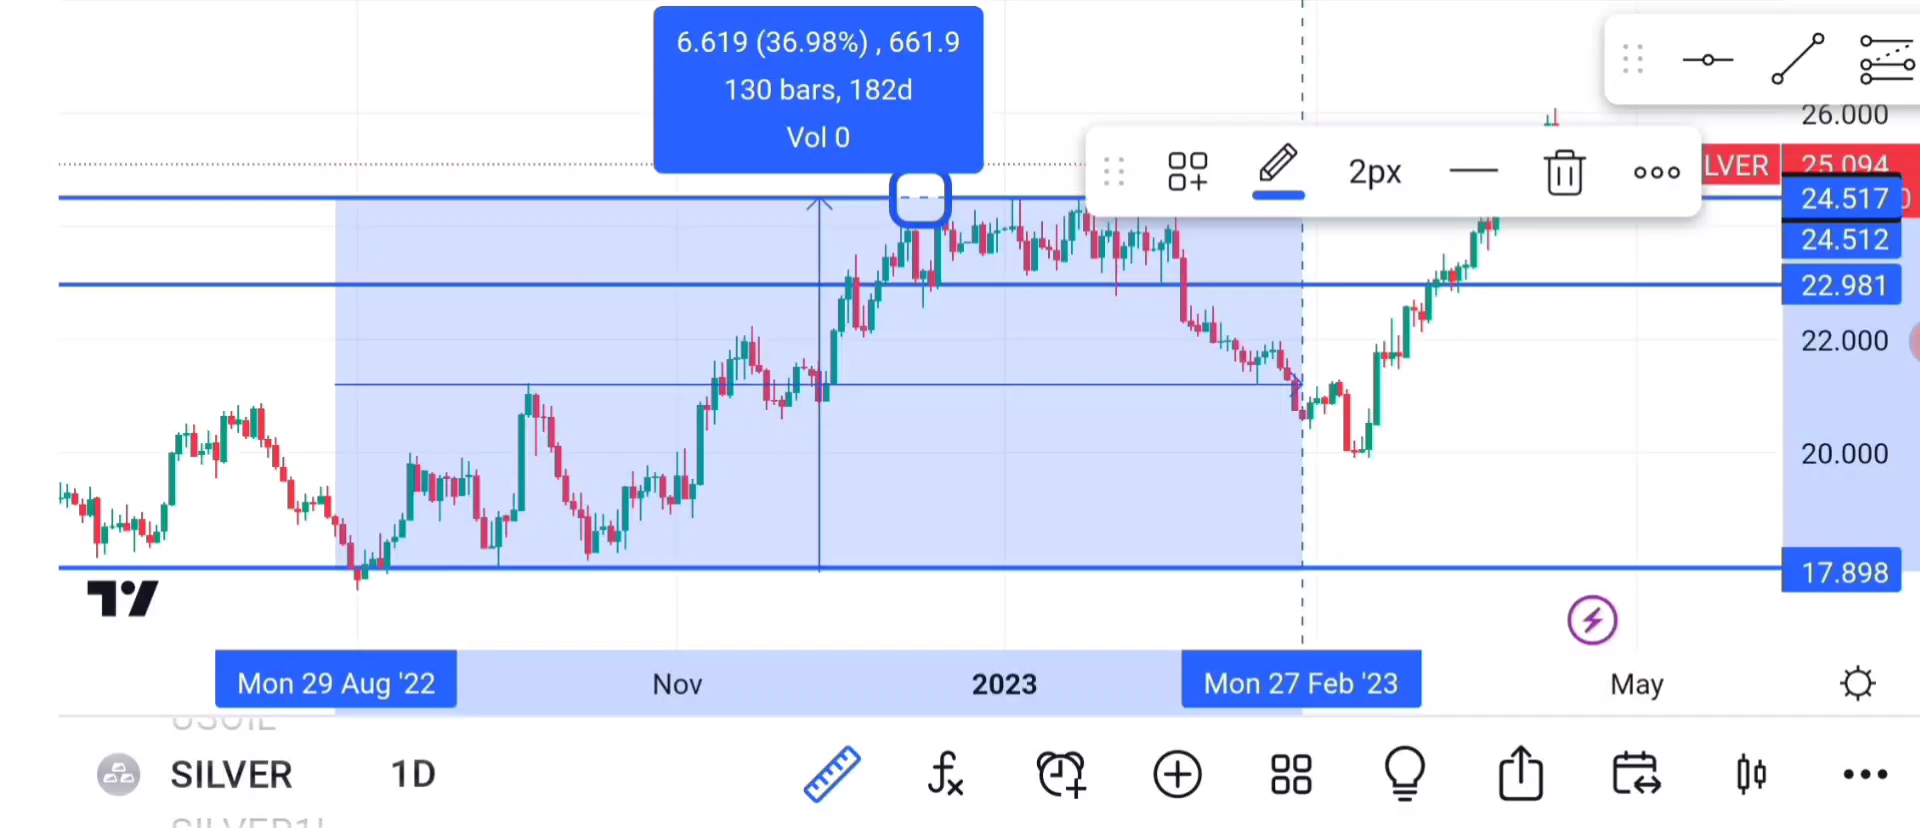 6.619 (36.98%) , 661.9
130 bars, 182d
Vol 0
2px
26.000
LVER 25.094
24.517
24.512
22.981
22.000
20.000
17.898
Mon 29 Aug '22 Nov 2023 Mon 27 Feb '23 May
USOIL
SILVER 1D